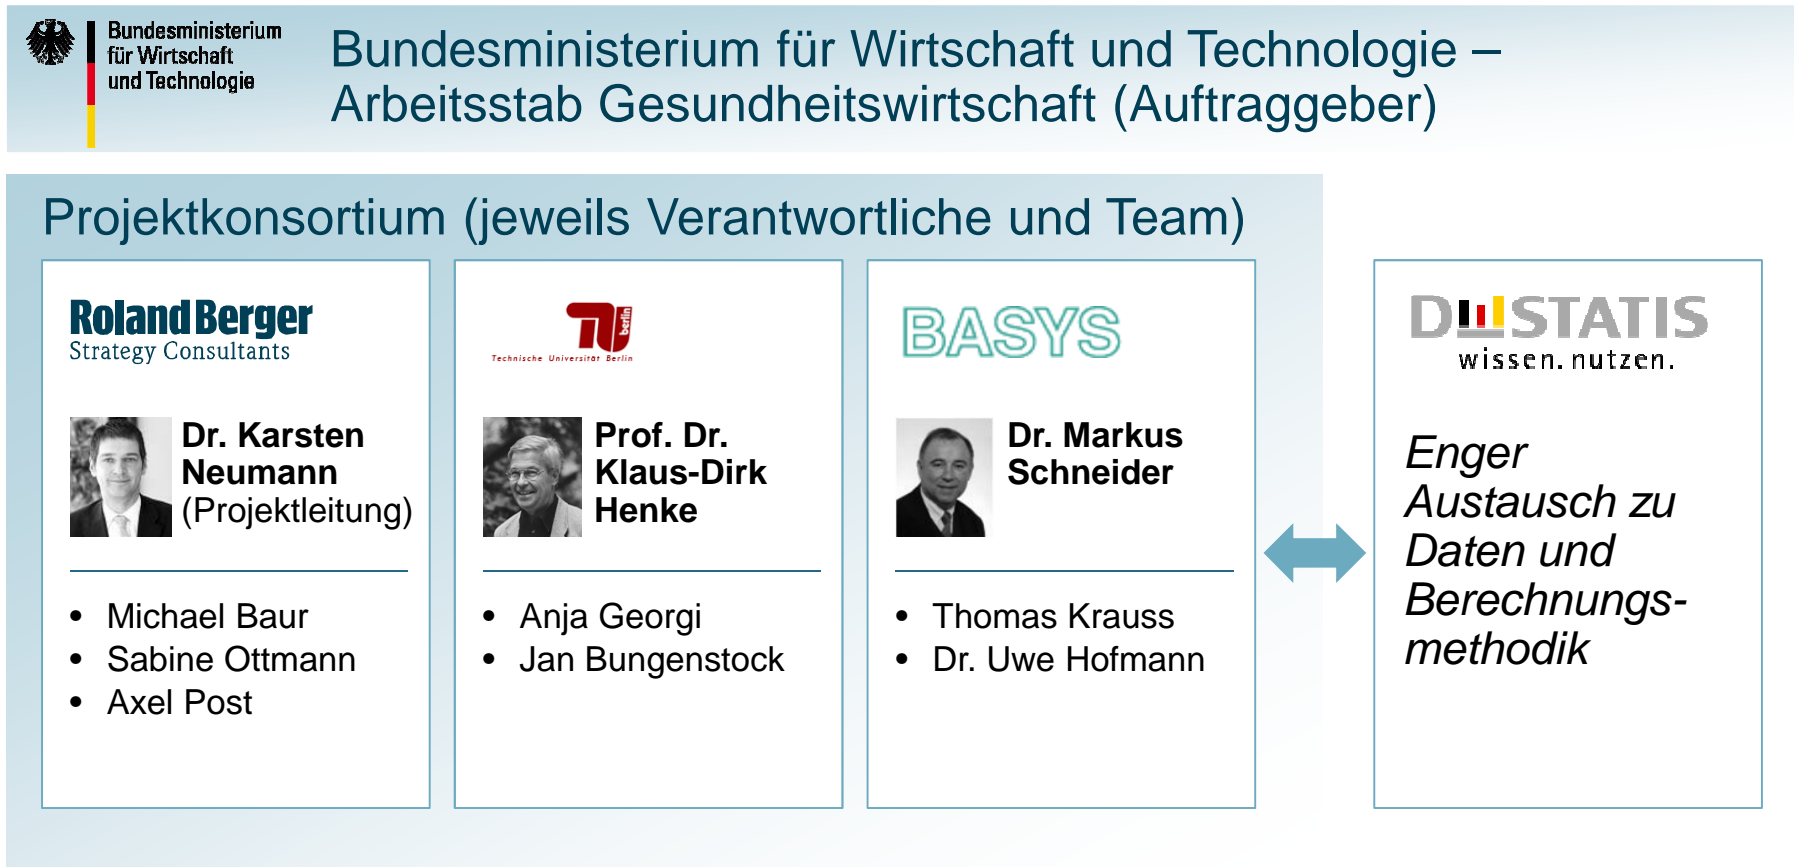 Bundesministerium
für Wirtschaft
und Technologie
Bundesministerium für Wirtschaft und Technologie –
Arbeitsstab Gesundheitswirtschaft (Auftraggeber)
Projektkonsortium (jeweils Verantwortliche und Team)
Roland Berger
Strategy Consultants
Dr. Karsten
Neumann
(Projektleitung)
• Michael Baur
• Sabine Ottmann
• Axel Post
berlin
Technische Universität Berlin
Prof. Dr.
Klaus-Dirk
Henke
• Anja Georgi
• Jan Bungenstock
BASYS
Dr. Markus
Schneider
• Thomas Krauss
• Dr. Uwe Hofmann
DESTATIS
wissen.nutzen.
Enger
Austausch zu
Daten und
Berechnungs-
methodik